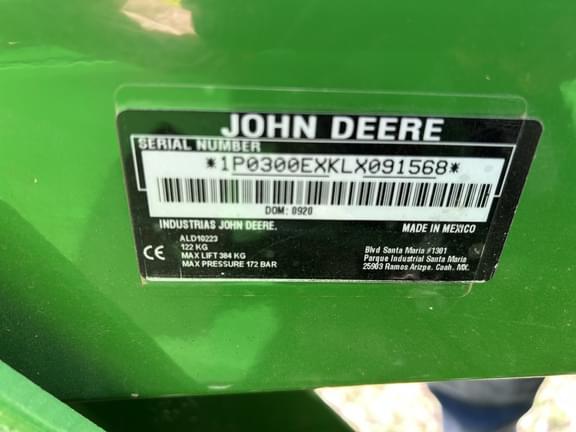 JOHN DEERE
SERIAL NUMBER
*1P0300EXKLX091568*
DOM: 0920
INDUSTRIAS JOHN DEERE.
MADE IN MEXICO
ALD10223
122 KG
MAX LIFT 384 KG
MAX PRESSURE 172 BAR
CE
Blvd Santa Maria #1301
Parque Industrial Santa Maria
25903 Ramos Arizpe. Coah. MX.